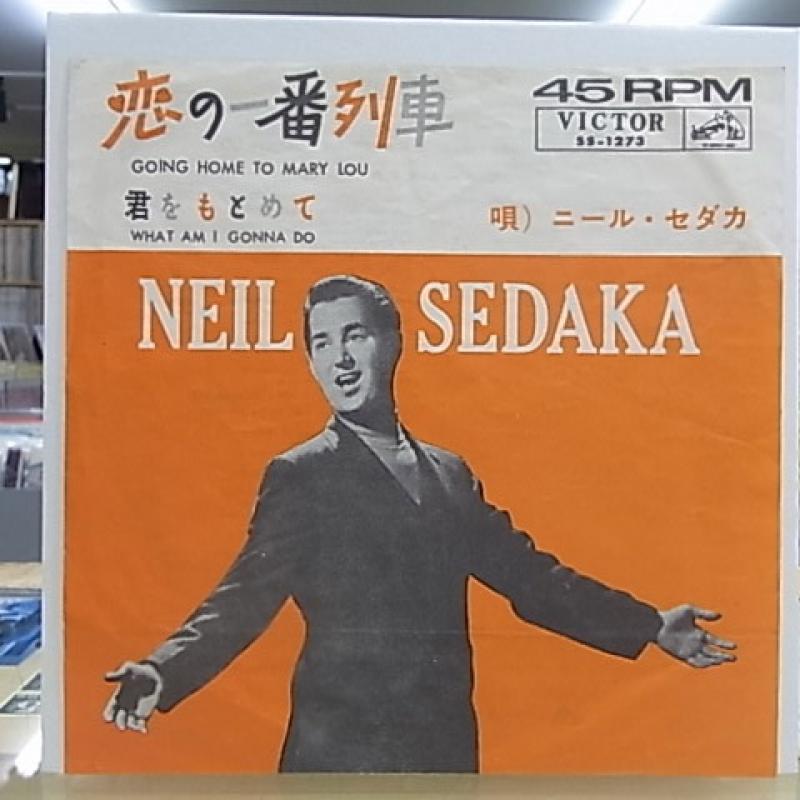 恋の一番列車
GOING HOME TO MARY LOU
君をもとめて
WHAT AM I GONNA DO
45 RPM
VICTOR
SS-1273
唄）ニール・セダカ
NEIL SEDAKA